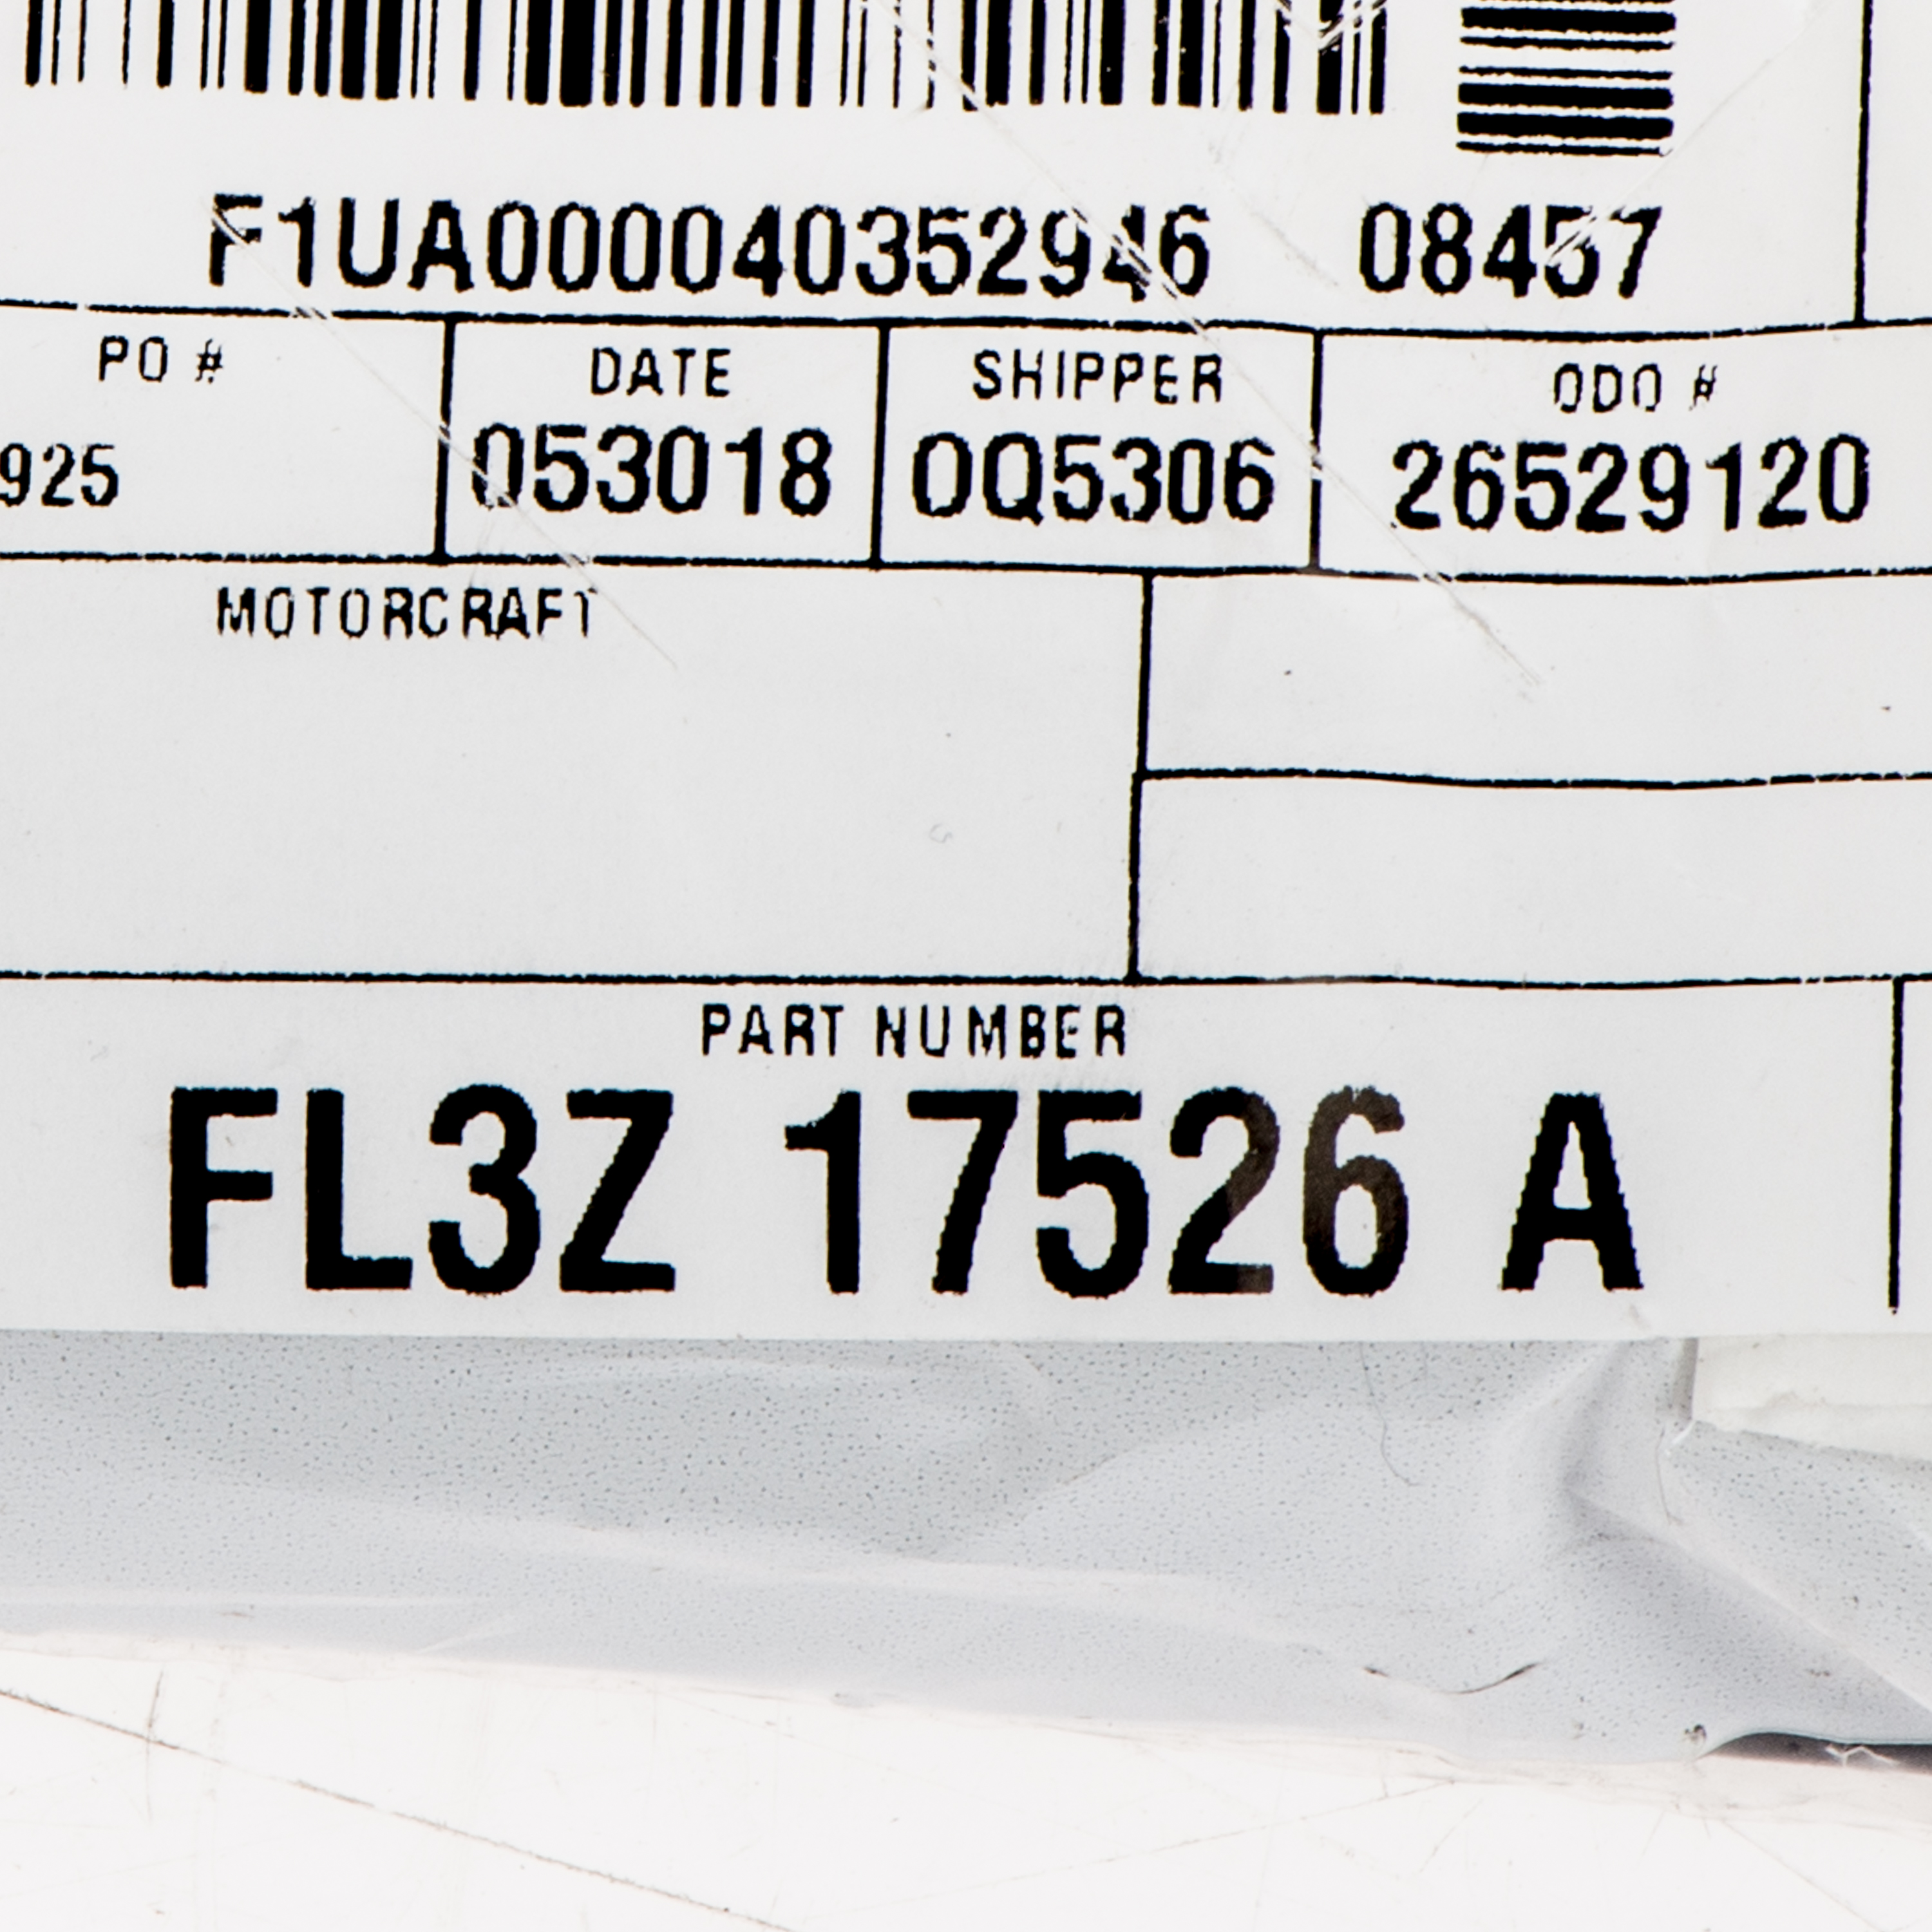 F1UA000040352946 08457
PO # DATE SHIPPER ODO #
925 053018 0Q5306 26529120
MOTORCRAFT
PART NUMBER
FL3Z 17526 A